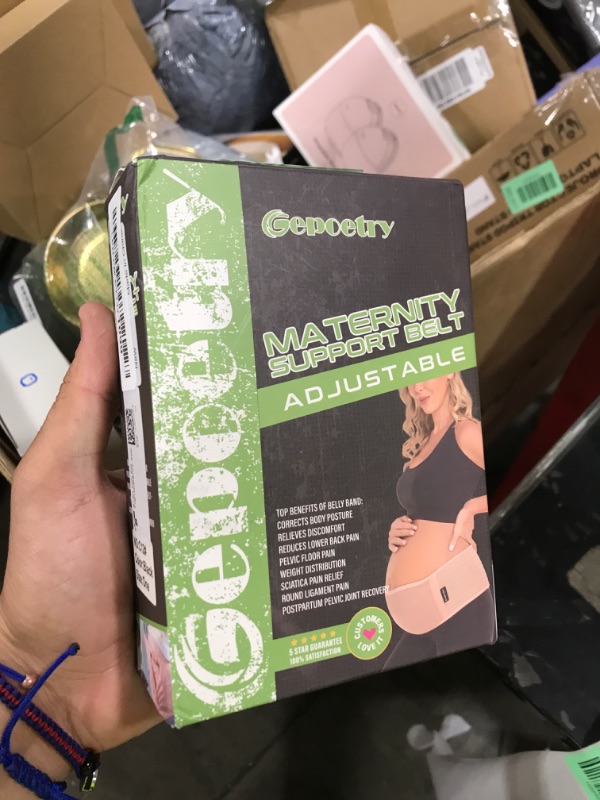 Gepoetry
Gepoetry
MATERNITY
SUPPORT BELT
ADJUSTABLE
TOP BENEFITS OF BELLY BAND:
CORRECTS BODY POSTURE
RELIEVES DISCOMFORT
REDUCES LOWER BACK PAIN
PELVIC FLOOR PAIN
WEIGHT DISTRIBUTION
SCIATICA PAIN RELIEF
ROUND LIGAMENT PAIN
POSTPARTUM PELVIC JOINT RECOVERY
5 STAR GUARANTEE
100% SATISFACTION
CUSTOMERS
LOVE IT